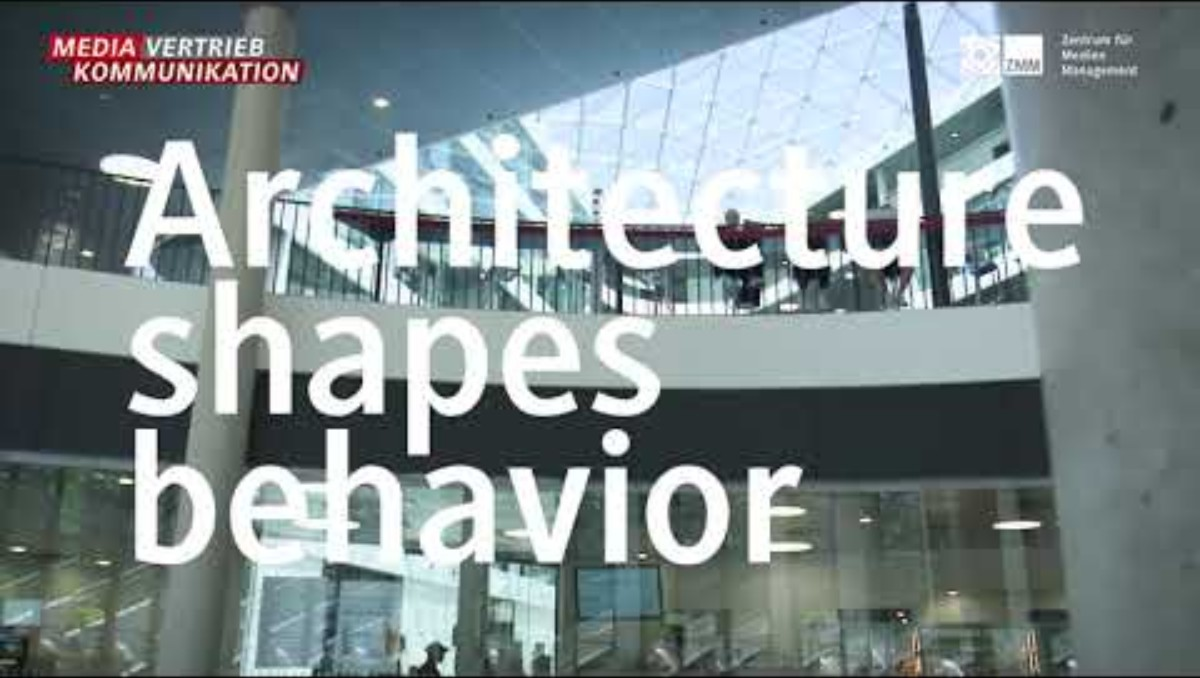 MEDIA VERTRIEB
KOMMUNIKATION
ZMM
Zentrum für
Medien
Management
Architecture
shapes
behavior